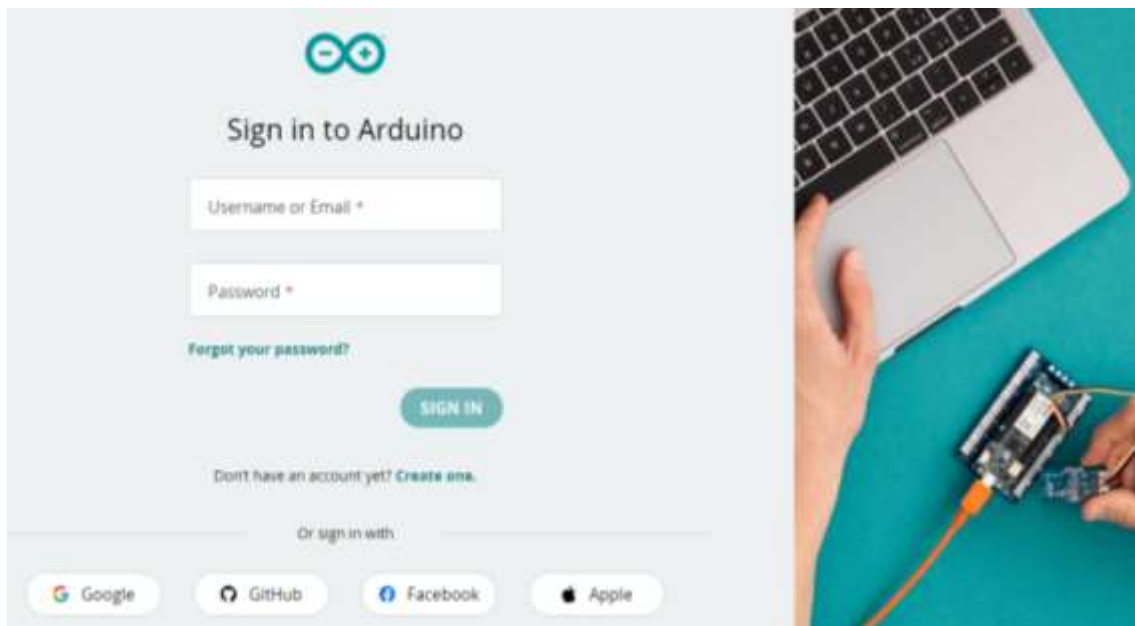 Sign in to Arduino
Username or Email *
Password *
Forgot your password?
SIGN IN
Don't have an account yet? Create one.
Or sign in with
Google GitHub Facebook Apple